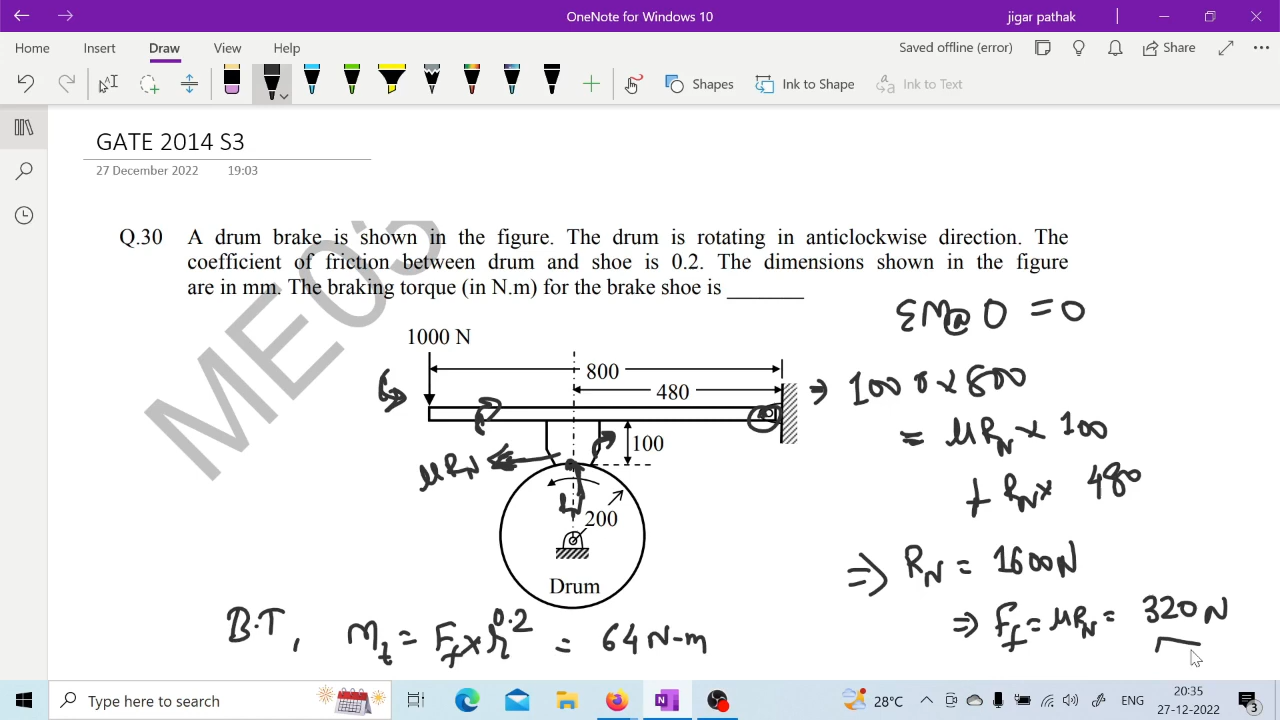 OneNote for Windows 10
jigar pathak
Home Insert Draw View Help
Saved offline (error)
Share
Shapes
Ink to Shape
Ink to Text
GATE 2014 S3
27 December 2022 19:03
ME03
Q.30 A drum brake is shown in the figure. The drum is rotating in anticlockwise direction. The
coefficient of friction between drum and shoe is 0.2. The dimensions shown in the figure
are in mm. The braking torque (in N.m) for the brake shoe is ________
ΣM@ O = 0
1000 N
800
480
⇒ 1000 x 800
= μRN x 100
100
μRN
+ RN x 480
200
⇒ RN = 1600N
Drum
⇒ Ff = μRN = 320 N
B.T, Mt = Ff x r 0.2 = 64 N-m
Type here to search
28°C
ENG
20:35
27-12-2022
3